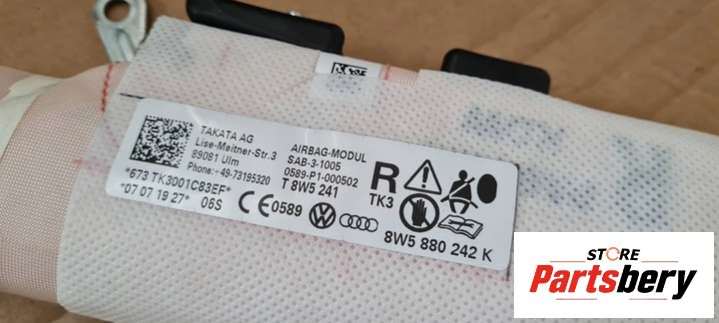 TAKATA AG
Lise-Meitner-Str.3
89081 Ulm
Phone:+49-73195320
*673 TK3001C83EF*
*07 07 19 27* 06S
AIRBAG-MODUL
SAB-3-1005
0589-P1-000502
T 8W5 241
R
TK3
CE 0589
8W5 880 242 K
STORE
Partsbery